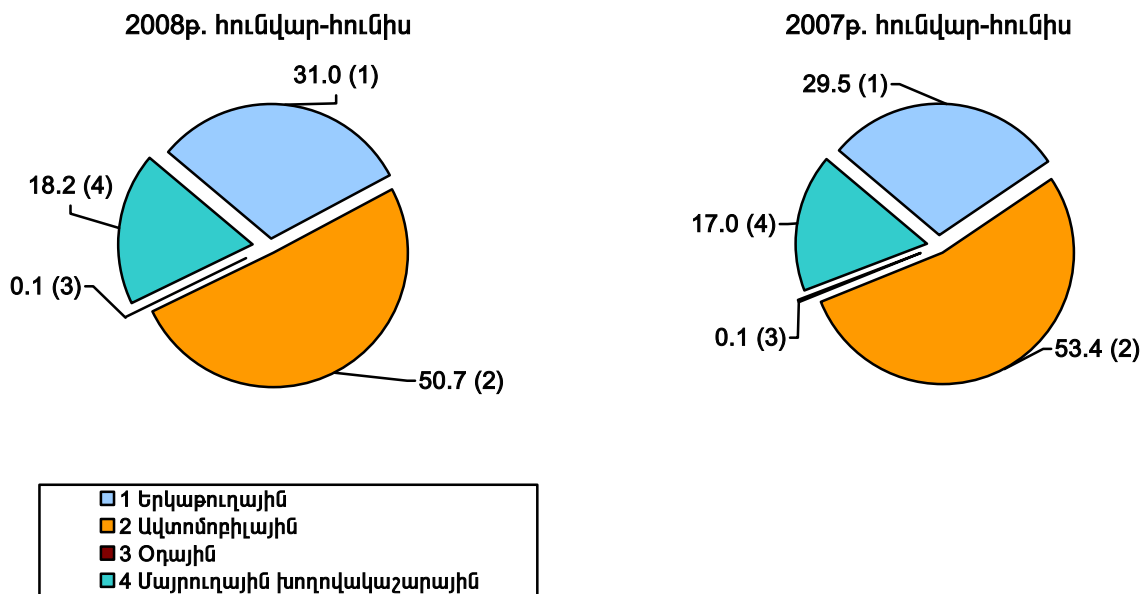 2008թ. հունվար-հունիս
31.0 (1)
18.2 (4)
0.1 (3)
50.7 (2)
2007թ. հունվար-հունիս
29.5 (1)
17.0 (4)
0.1 (3)
53.4 (2)
1 Երկաթուղային
2 Ավտոմոբիլային
3 Օդային
4 Մայրուղային խողովակաշարային